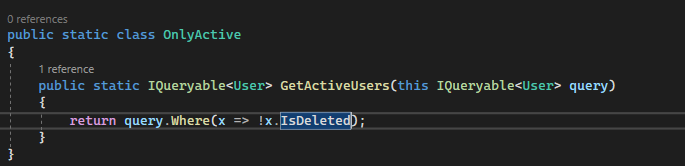 0 references
public static class OnlyActive
{
1 reference
public static IQueryable<User> GetActiveUsers(this IQueryable<User> query)
{
return query.Where(x => !x.IsDeleted);
}
}